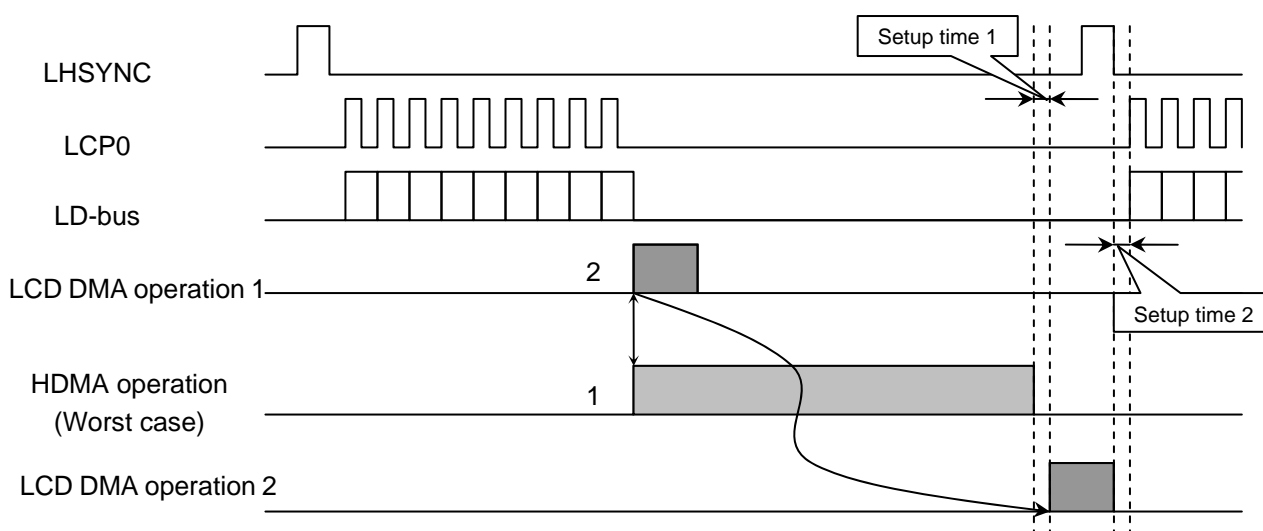 Setup time 1
LHSYNC
LCP0
LD-bus
2
LCD DMA operation 1
Setup time 2
HDMA operation
(Worst case)
1
LCD DMA operation 2